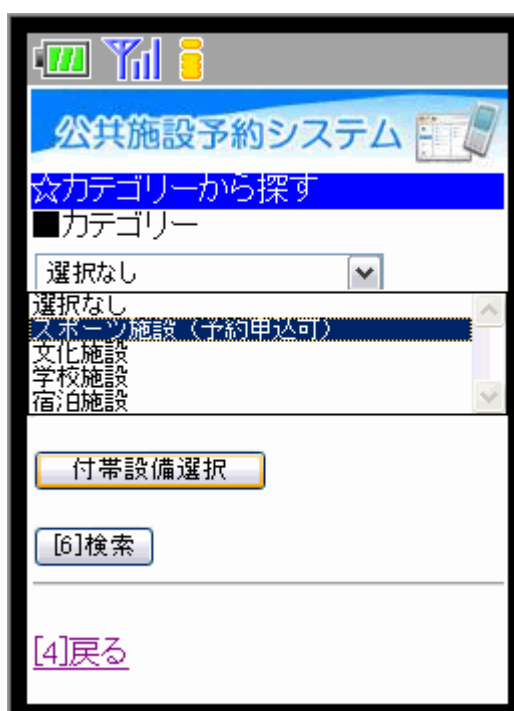 公共施設予約システム
☆カテゴリーから探す
■カテゴリー
選択なし
選択なし
スポーツ施設（予約申込可）
文化施設
学校施設
宿泊施設
付帯設備選択
[6]検索
[4]戻る